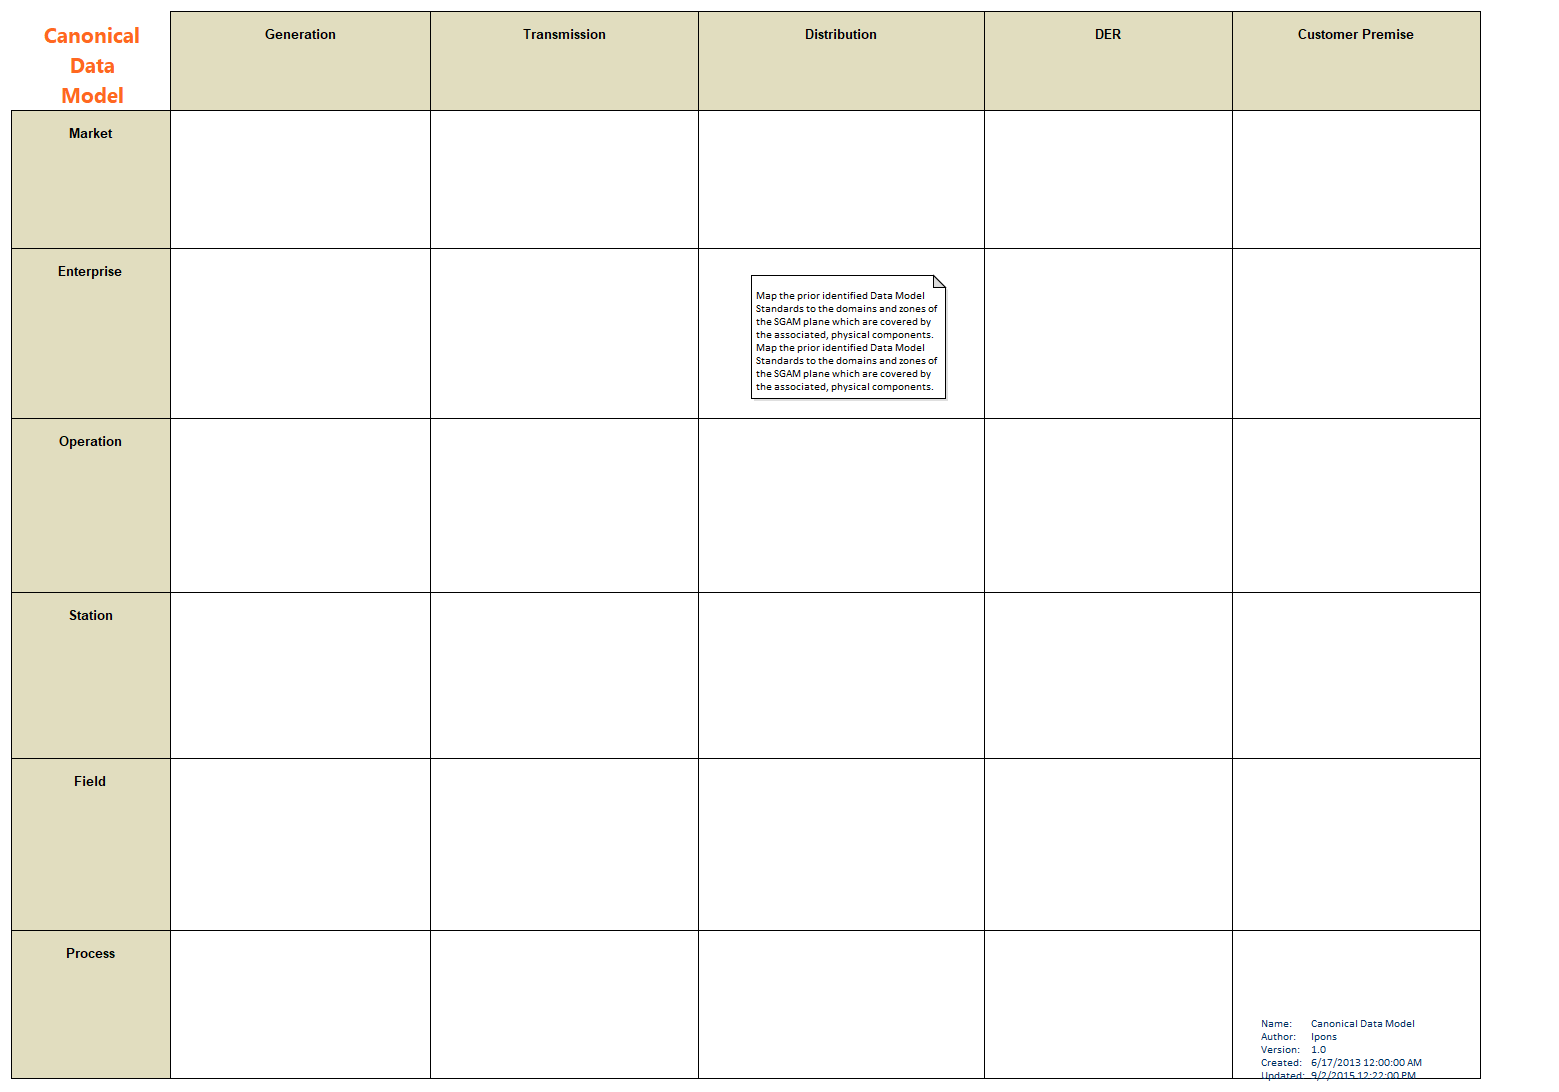 Canonical
Data
Model
Generation
Transmission
Distribution
DER
Customer Premise
Market
Enterprise
Map the prior identified Data Model
Standards to the domains and zones of
the SGAM plane which are covered by
the associated, physical components.
Map the prior identified Data Model
Standards to the domains and zones of
the SGAM plane which are covered by
the associated, physical components.
Operation
Station
Field
Process
Name: Canonical Data Model
Author: lpons
Version: 1.0
Created: 6/17/2013 12:00:00 AM
Updated: 9/2/2015 12:22:00 PM